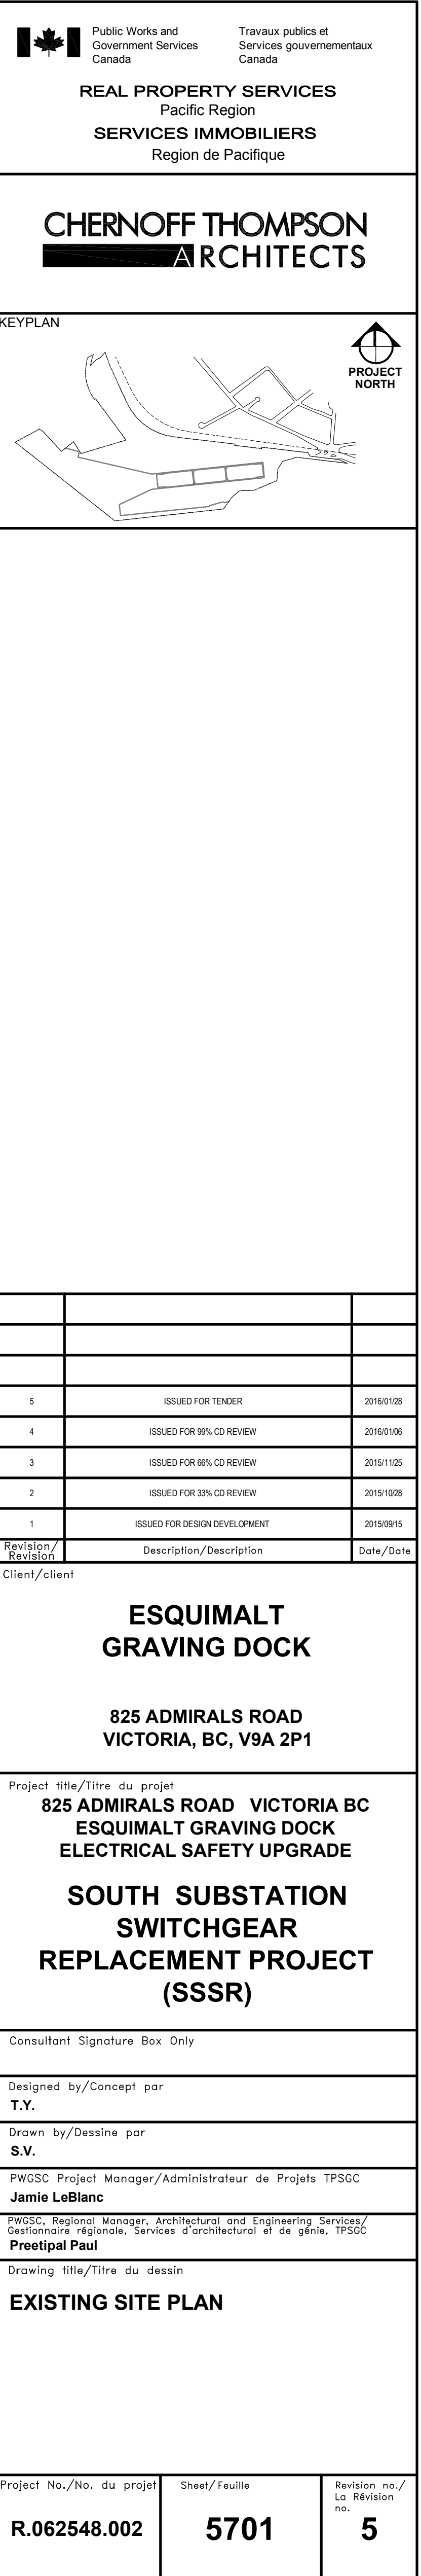 Public Works and
Government Services
Canada
Travaux publics et
Services gouvernementaux
Canada
REAL PROPERTY SERVICES
Pacific Region
SERVICES IMMOBILIERS
Region de Pacifique
CHERNOFF THOMPSON
ARCHITECTS
KEYPLAN
PROJECT
NORTH
5 ISSUED FOR TENDER 2016/01/28
4 ISSUED FOR 99% CD REVIEW 2016/01/06
3 ISSUED FOR 66% CD REVIEW 2015/11/25
2 ISSUED FOR 33% CD REVIEW 2015/10/28
1 ISSUED FOR DESIGN DEVELOPMENT 2015/09/15
Revision/
Revision
Description/Description
Date/Date
Client/client
ESQUIMALT
GRAVING DOCK
825 ADMIRALS ROAD
VICTORIA, BC, V9A 2P1
Project title/Titre du projet
825 ADMIRALS ROAD VICTORIA BC
ESQUIMALT GRAVING DOCK
ELECTRICAL SAFETY UPGRADE
SOUTH SUBSTATION
SWITCHGEAR
REPLACEMENT PROJECT
(SSSR)
Consultant Signature Box Only
Designed by/Concept par
T.Y.
Drawn by/Dessine par
S.V.
PWGSC Project Manager/Administrateur de Projets TPSGC
Jamie LeBlanc
PWGSC, Regional Manager, Architectural and Engineering Services/
Gestionnaire régionale, Services d'architectural et de génie, TPSGC
Preetipal Paul
Drawing title/Titre du dessin
EXISTING SITE PLAN
Project No./No. du projet
R.062548.002
Sheet/Feuille
5701
Revision no./
La Révision
no.
5